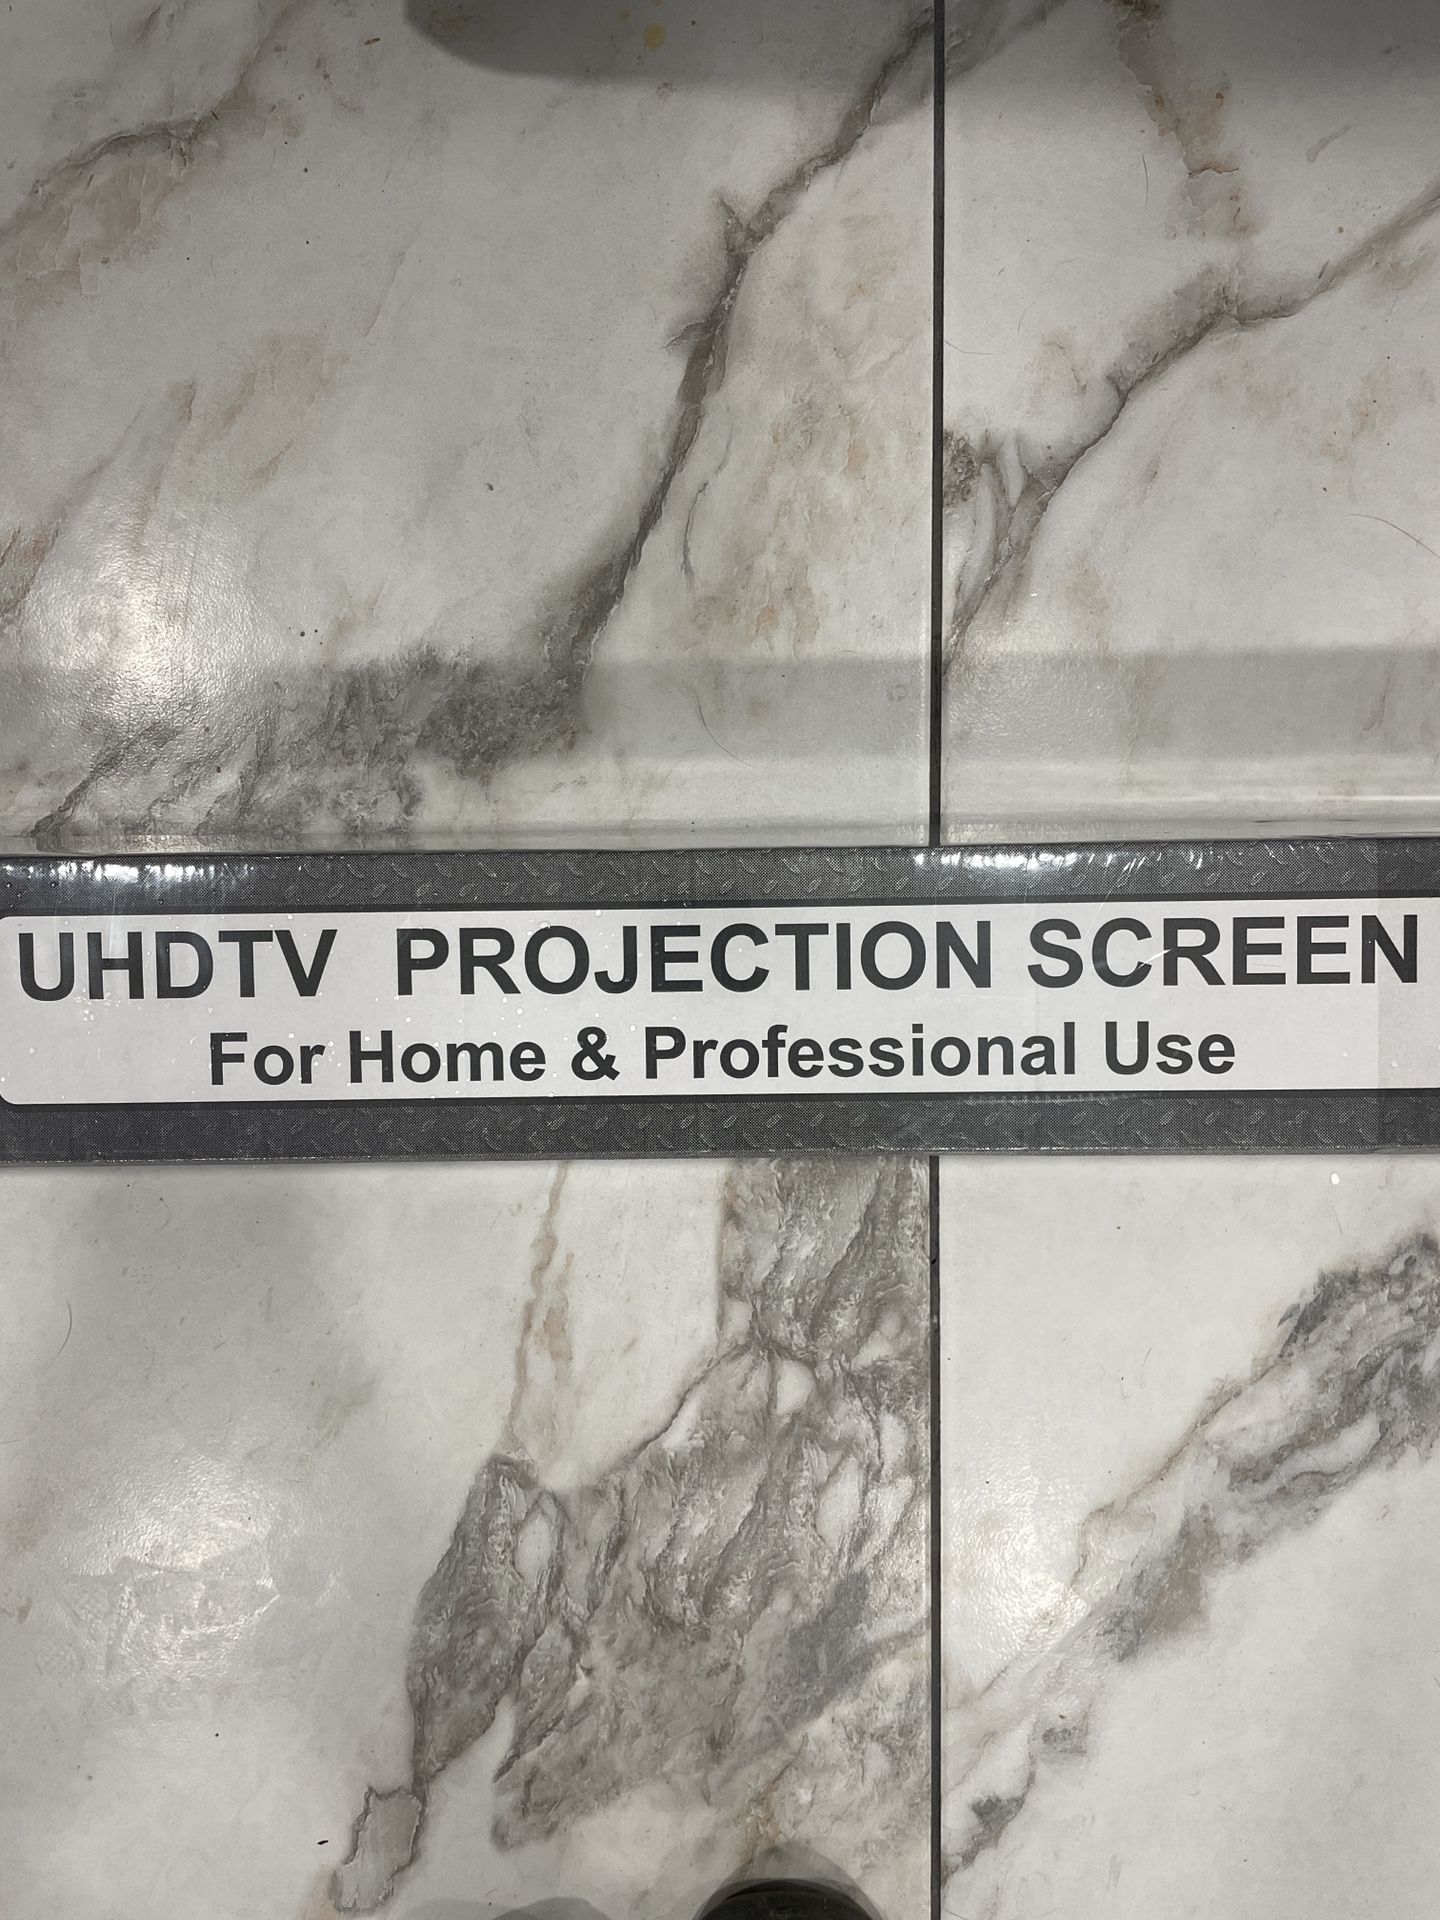 UHDTV PROJECTION SCREEN
For Home & Professional Use